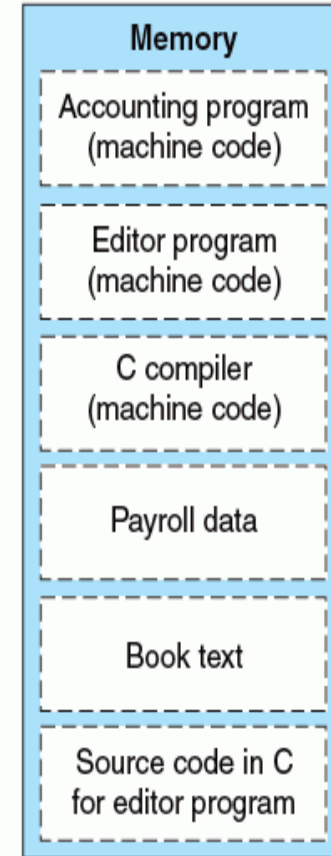 Memory
Accounting program
(machine code)
Editor program
(machine code)
C compiler
(machine code)
Payroll data
Book text
Source code in C
for editor program